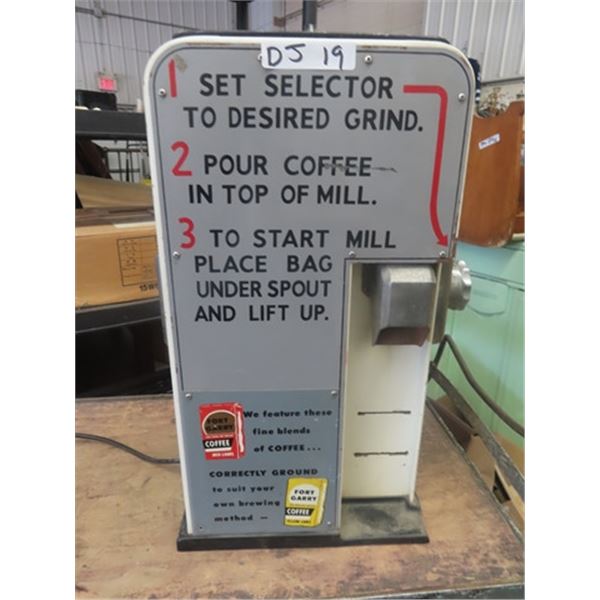 DJ 19
1 SET SELECTOR
TO DESIRED GRIND.
2 POUR COFFEE
IN TOP OF MILL.
3 TO START MILL
PLACE BAG
UNDER SPOUT
AND LIFT UP.
We feature these
fine blends
of COFFEE...
FORT
GARRY
COFFEE
RED LABEL
CORRECTLY GROUND
to suit your
own brewing
method —
FORT
GARRY
COFFEE